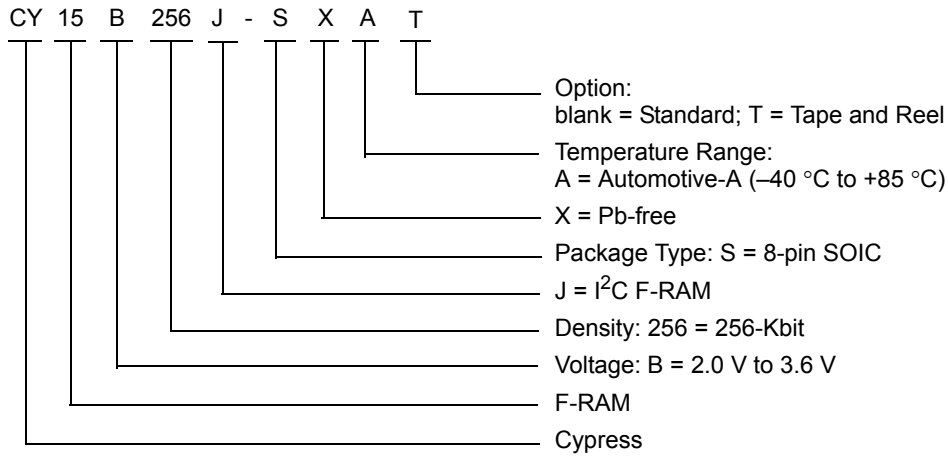 CY 15 B 256 J - S X A T
Option:
blank = Standard; T = Tape and Reel
Temperature Range:
A = Automotive-A (–40 °C to +85 °C)
X = Pb-free
Package Type: S = 8-pin SOIC
J = I²C F-RAM
Density: 256 = 256-Kbit
Voltage: B = 2.0 V to 3.6 V
F-RAM
Cypress